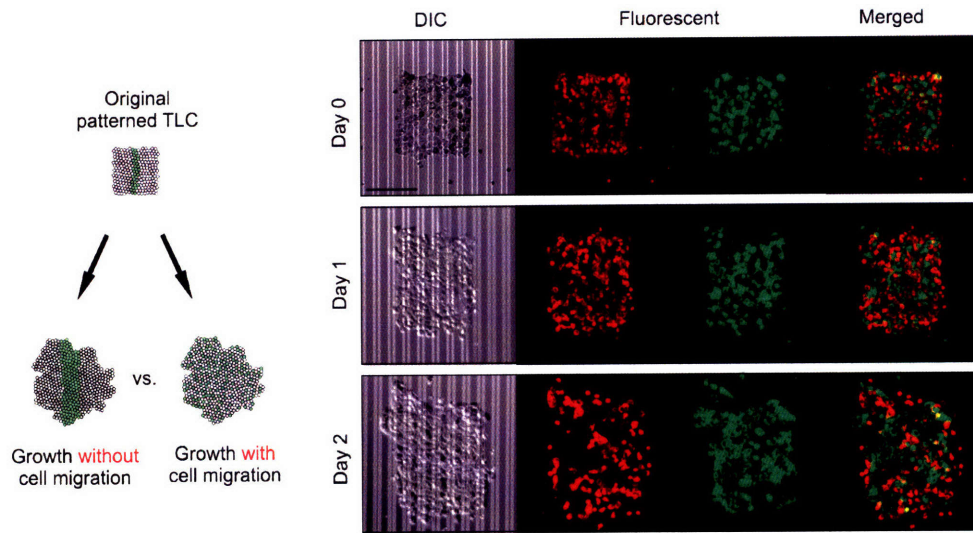 DIC
Fluorescent
Merged
Original
patterned TLC
vs.
Growth without
cell migration
Growth with
cell migration
Day 0
Day 1
Day 2